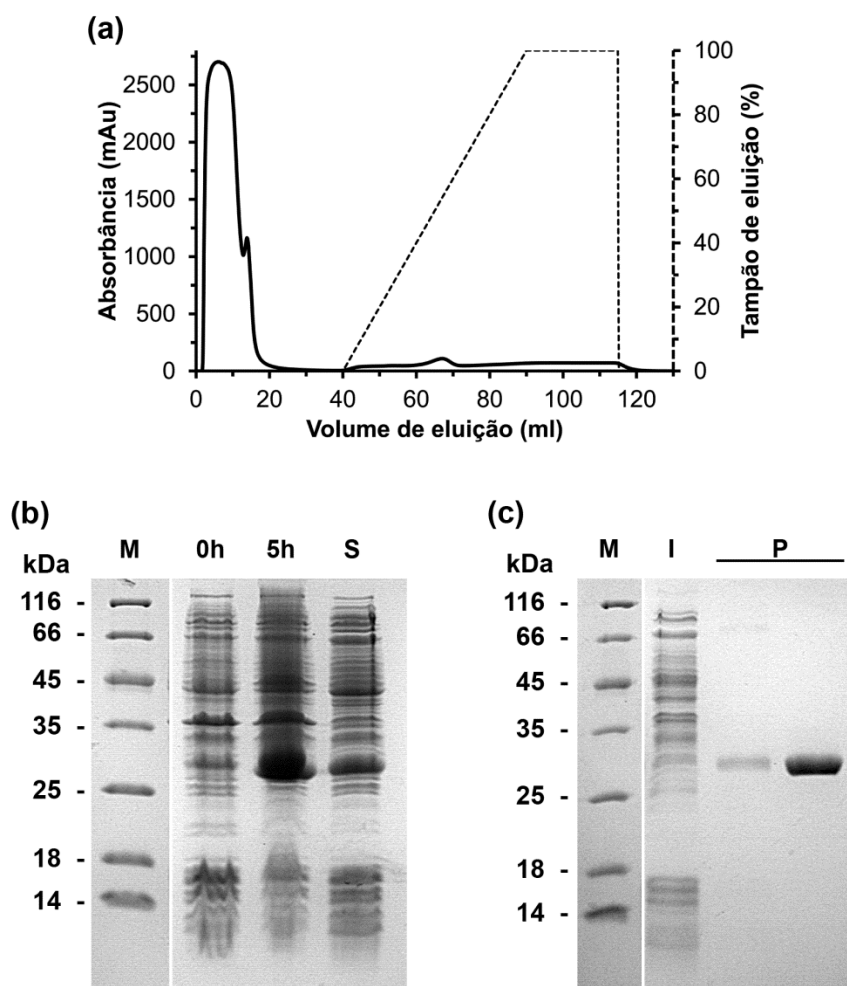 (a)
Absorbância (mAu)
2500
2000
1500
1000
500
0
0 20 40 60 80 100 120
Volume de eluição (ml)
100
80
60
40
20
0
Tampão de eluição (%)
(b)
kDa M 0h 5h S
116 -
66 -
45 -
35 -
25 -
18 -
14 -
(c)
kDa M I P
116 -
66 -
45 -
35 -
25 -
18 -
14 -